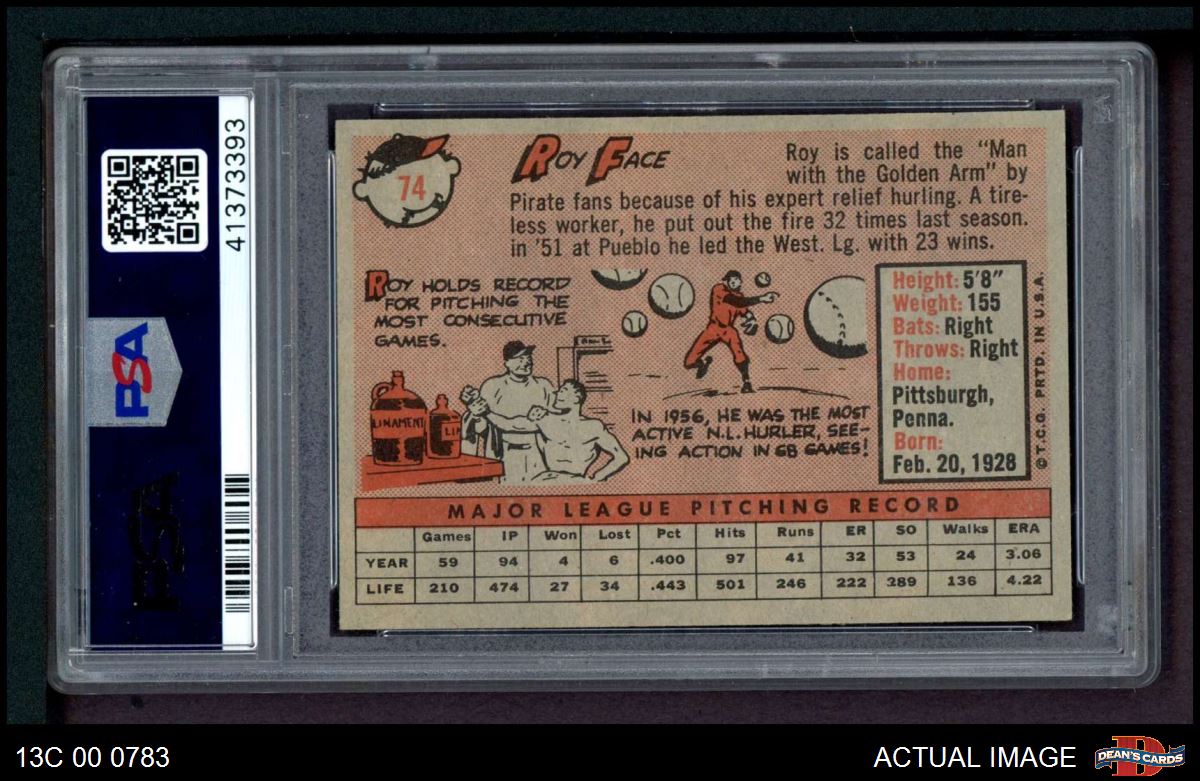 41373393
PSA
PSA
74
ROY FACE
Roy is called the "Man
with the Golden Arm" by
Pirate fans because of his expert relief hurling. A tire-
less worker, he put out the fire 32 times last season.
in '51 at Pueblo he led the West. Lg. with 23 wins.
ROY HOLDS RECORD
FOR PITCHING THE
MOST CONSECUTIVE
GAMES.
LINAMENT
LIN
IN 1956, HE WAS THE MOST
ACTIVE N.L. HURLER, SEE-
ING ACTION IN 68 GAMES!
Height: 5'8"
Weight: 155
Bats: Right
Throws: Right
Home:
Pittsburgh,
Penna.
Born:
Feb. 20, 1928
© T.C.G. PRTD. IN U.S.A.
MAJOR LEAGUE PITCHING RECORD
Games IP Won Lost Pct Hits Runs ER SO Walks ERA
YEAR 59 94 4 6 .400 97 41 32 53 24 3.06
LIFE 210 474 27 34 .443 501 246 222 289 136 4.22
13C 00 0783
ACTUAL IMAGE
D
DEAN'S CARDS